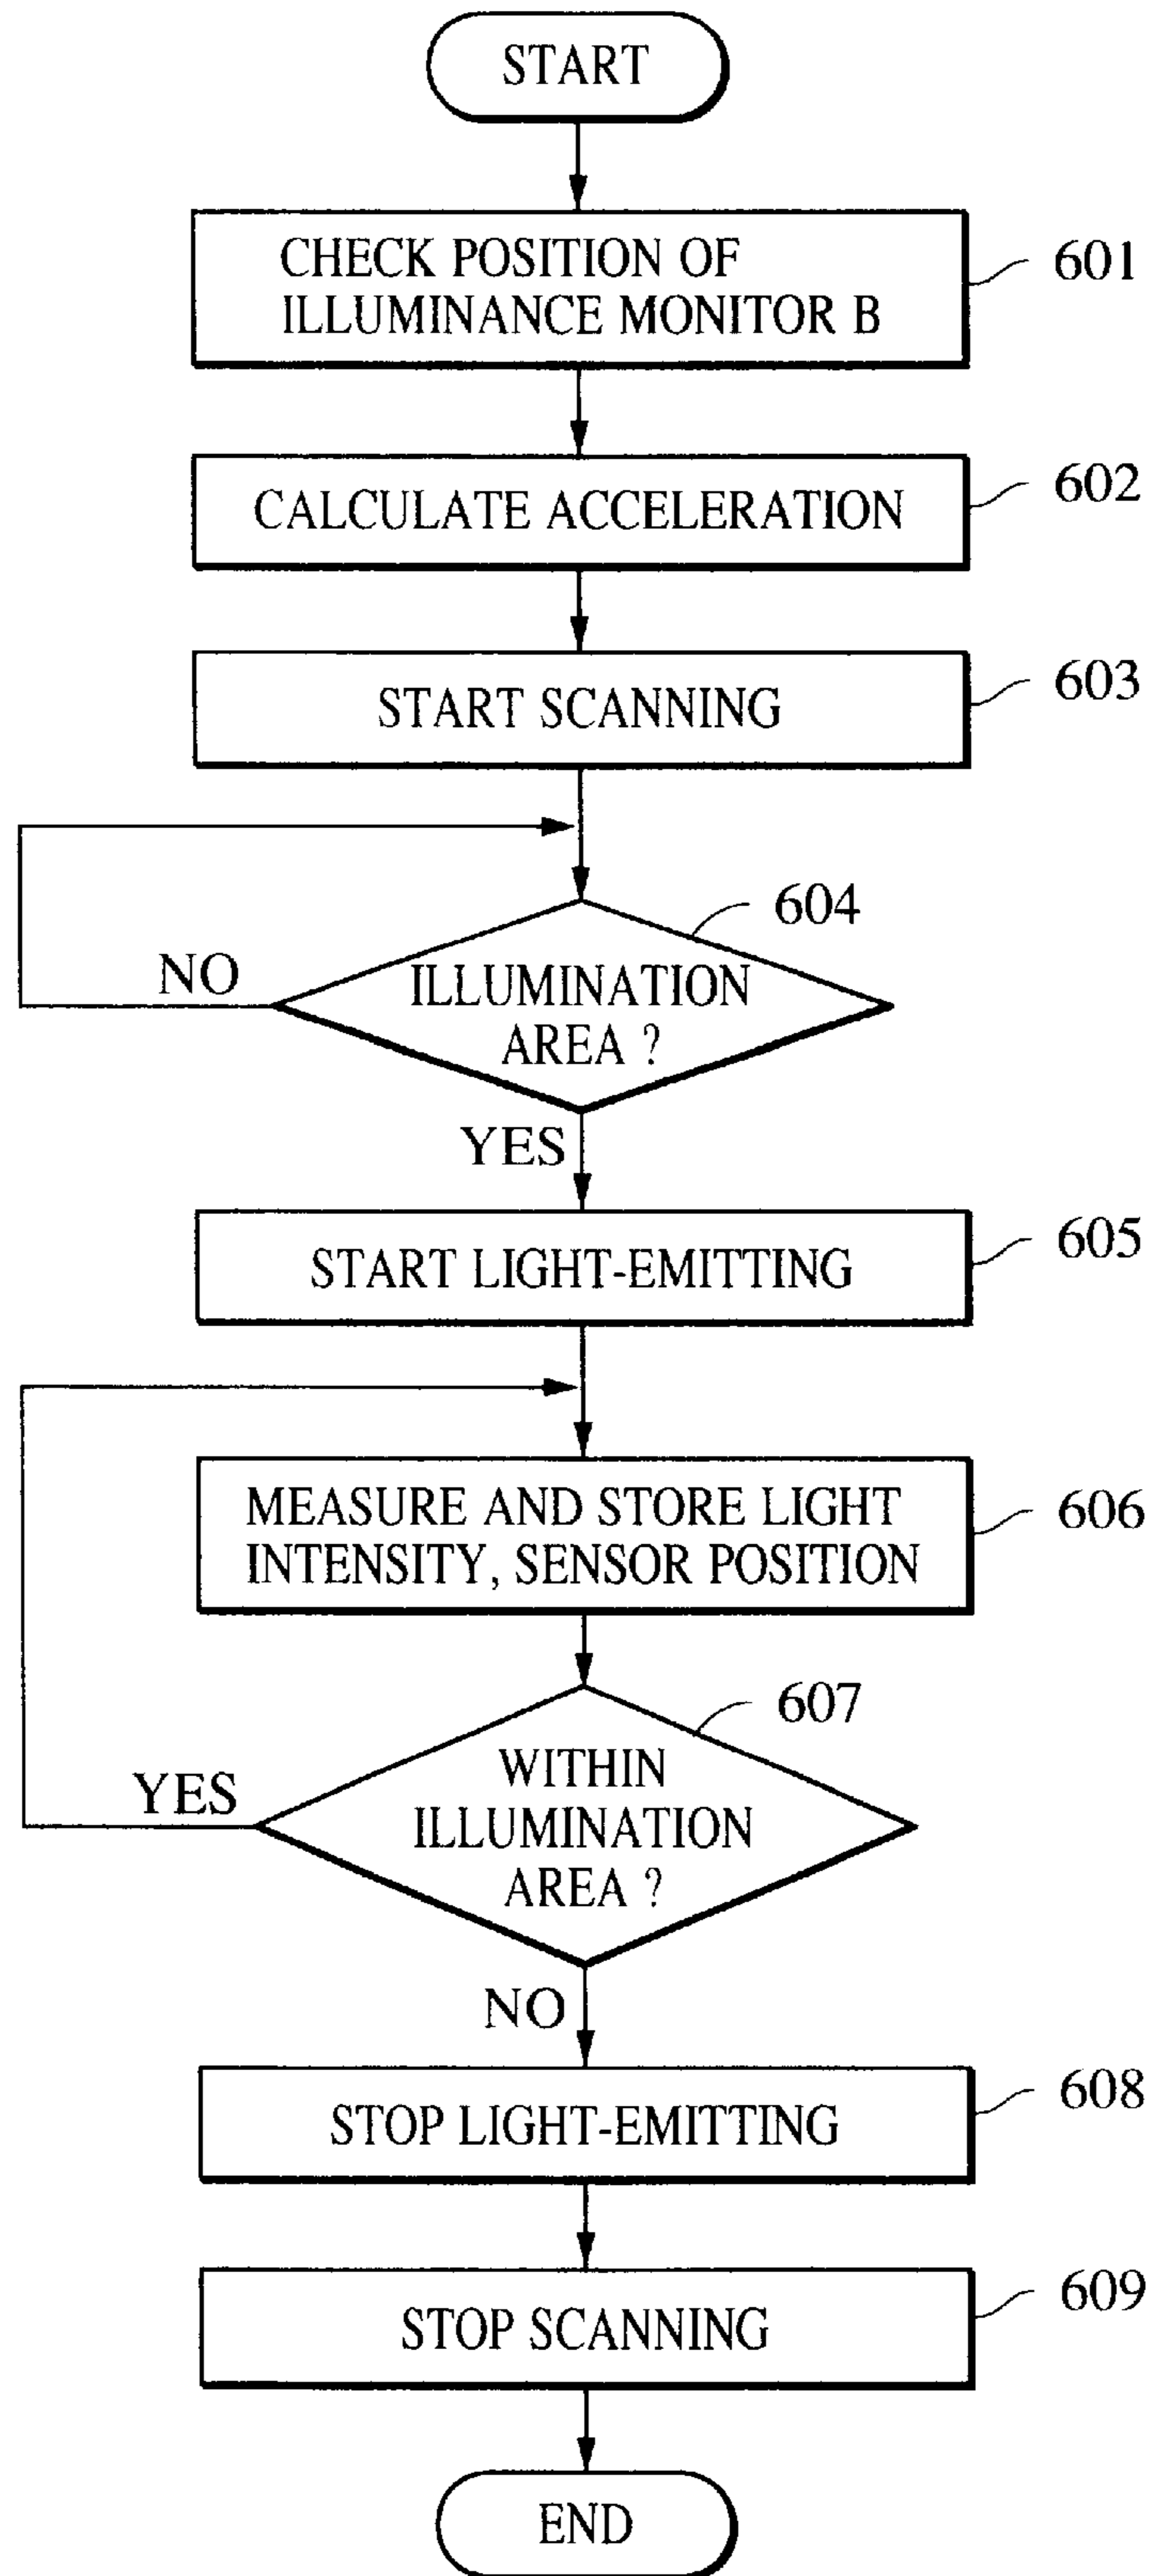 START
CHECK POSITION OF
ILLUMINANCE MONITOR B
601
CALCULATE ACCELERATION
602
START SCANNING
603
604
ILLUMINATION
AREA ?
NO
YES
START LIGHT-EMITTING
605
MEASURE AND STORE LIGHT
INTENSITY, SENSOR POSITION
606
607
WITHIN
ILLUMINATION
AREA ?
YES
NO
STOP LIGHT-EMITTING
608
STOP SCANNING
609
END